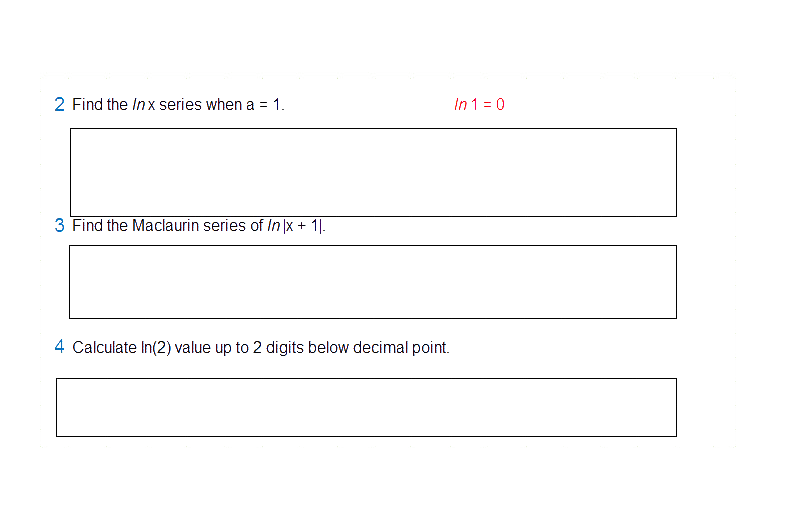 2 Find the ln x series when a = 1. ln 1 = 0
3 Find the Maclaurin series of ln|x + 1|.
4 Calculate ln(2) value up to 2 digits below decimal point.